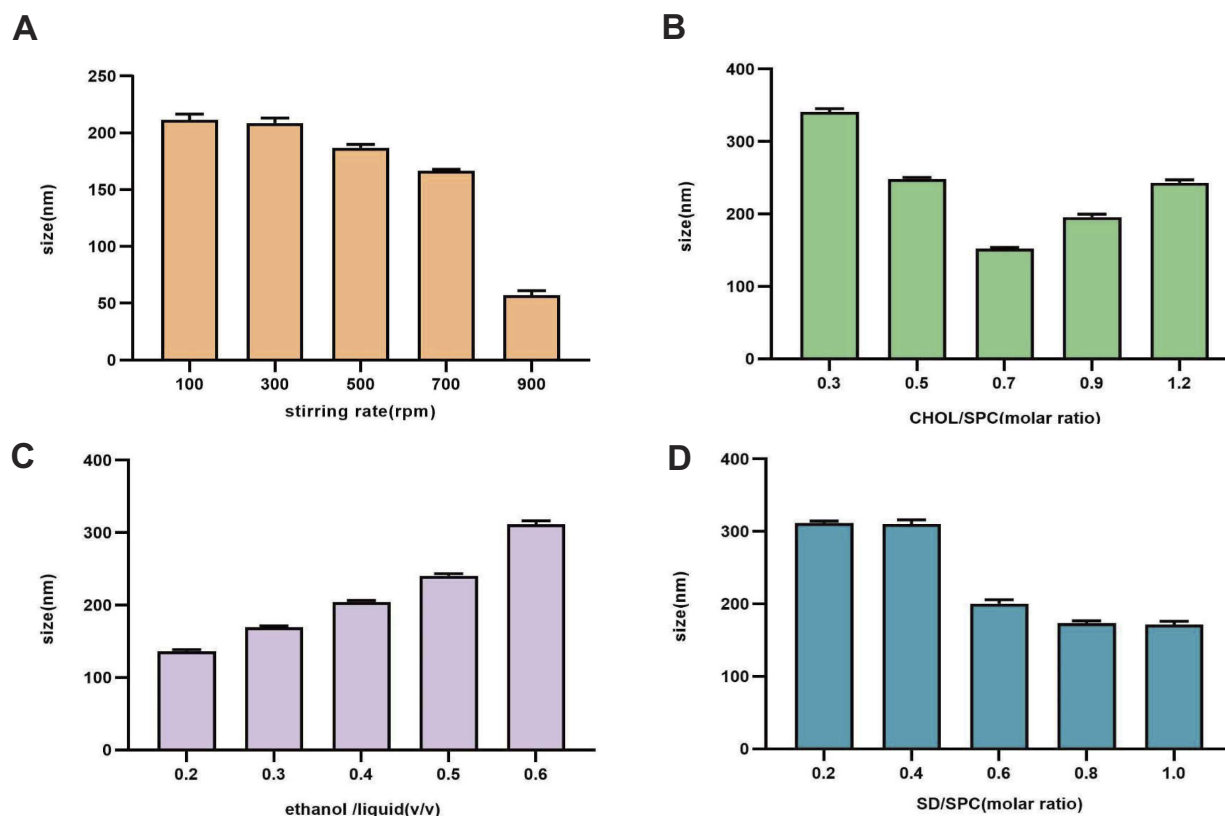 A
250
200
150
100
50
0
size(nm)
100 300 500 700 900
stirring rate(rpm)
B
400
300
200
100
0
size(nm)
0.3 0.5 0.7 0.9 1.2
CHOL/SPC(molar ratio)
C
400
300
200
100
0
size(nm)
0.2 0.3 0.4 0.5 0.6
ethanol /liquid(v/v)
D
400
300
200
100
0
size(nm)
0.2 0.4 0.6 0.8 1.0
SD/SPC(molar ratio)